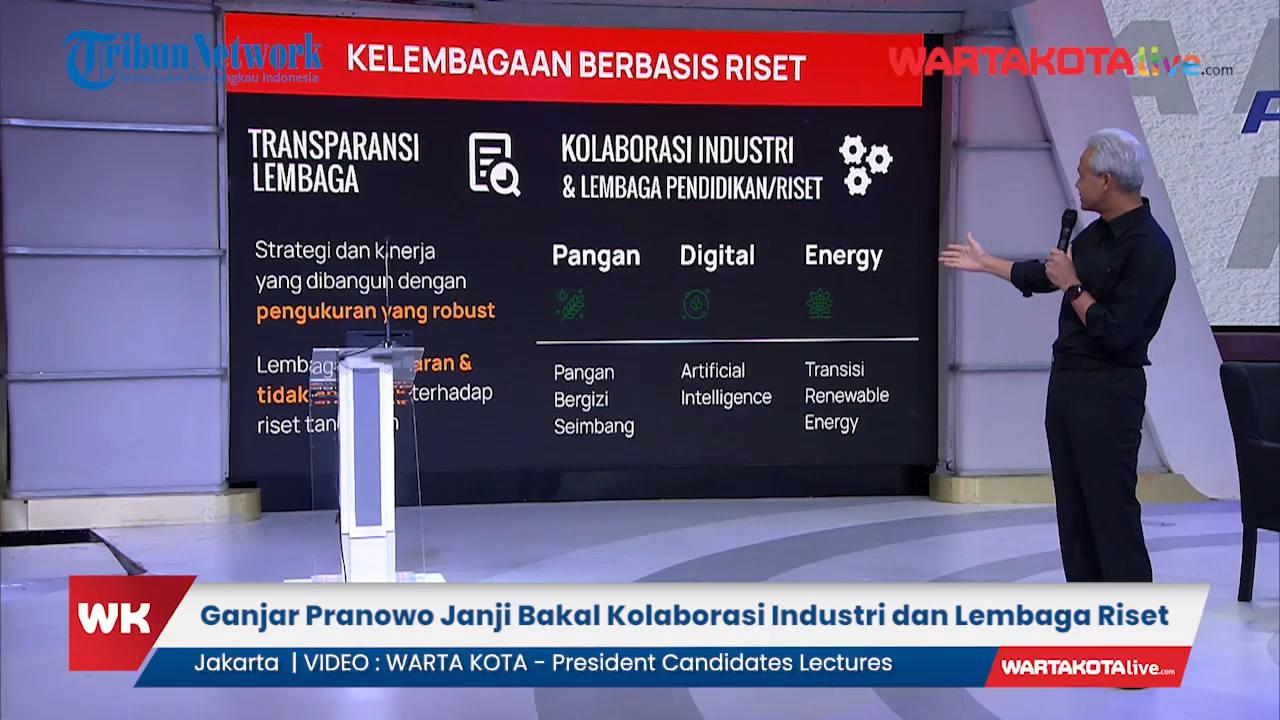 Tribun Network
KELEMBAGAAN BERBASIS RISET
WARTAKOTAlive.com
TRANSPARANSI
LEMBAGA
KOLABORASI INDUSTRI
& LEMBAGA PENDIDIKAN/RISET
Strategi dan kinerja
yang dibangun dengan
pengukuran yang robust
tidak
terhadap
riset
Pangan
Digital
Energy
Pangan
Bergizi
Seimbang
Artificial
Intelligence
Transisi
Renewable
Energy
WK
Ganjar Pranowo Janji Bakal Kolaborasi Industri dan Lembaga Riset
Jakarta | VIDEO : WARTA KOTA - President Candidates Lectures
WARTAKOTAlive.com